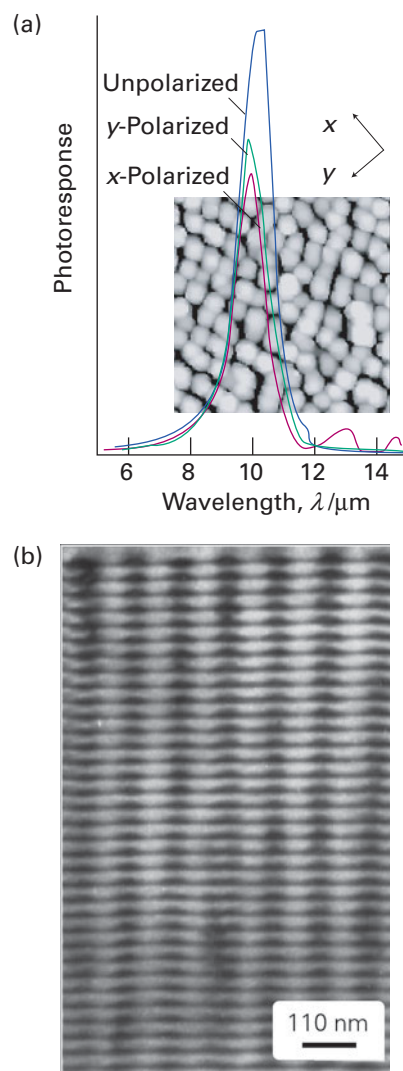 (a)
Unpolarized
y-Polarized
x-Polarized
x
y
Photoresponse
6 8 10 12 14
Wavelength, λ/μm
(b)
110 nm